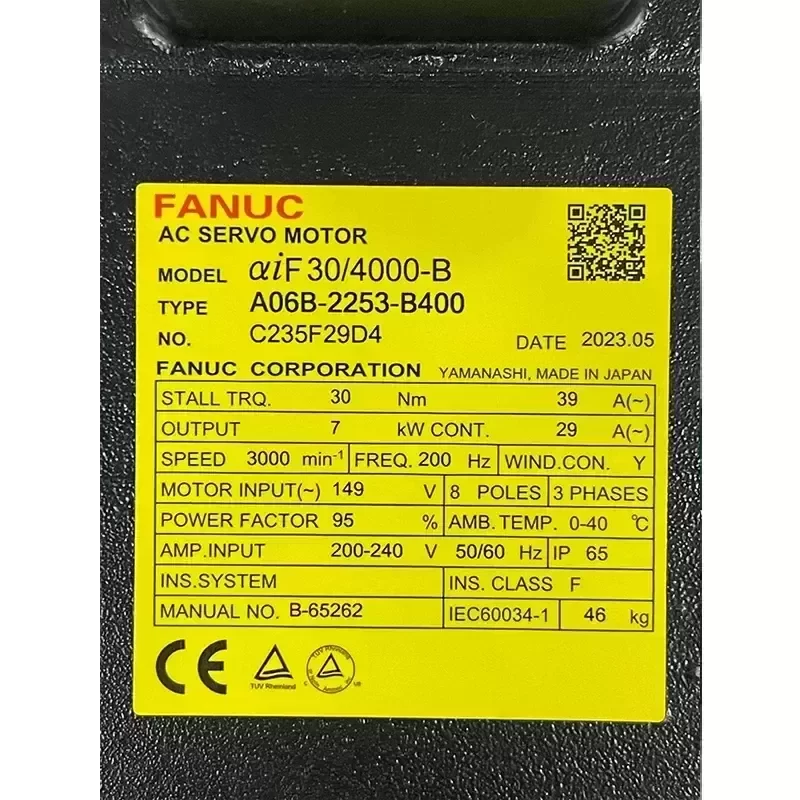 FANUC
AC SERVO MOTOR
MODEL αiF30/4000-B
TYPE A06B-2253-B400
NO. C235F29D4 DATE 2023.05
FANUC CORPORATION YAMANASHI, MADE IN JAPAN
STALL TRQ. 30 Nm 39 A(~)
OUTPUT 7 kW CONT. 29 A(~)
SPEED 3000 min⁻¹ FREQ. 200 Hz WIND.CON. Y
MOTOR INPUT(~) 149 V 8 POLES 3 PHASES
POWER FACTOR 95 % AMB.TEMP. 0-40 ℃
AMP.INPUT 200-240 V 50/60 Hz IP 65
INS.SYSTEM INS. CLASS F
MANUAL NO. B-65262 IEC60034-1 46 kg
CE
TUV Rheinland